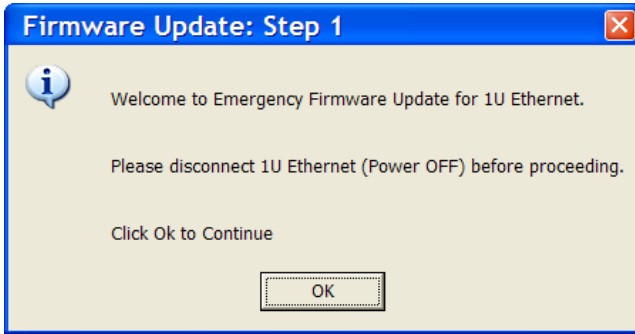 Firmware Update: Step 1
Welcome to Emergency Firmware Update for 1U Ethernet.
Please disconnect 1U Ethernet (Power OFF) before proceeding.
Click Ok to Continue
OK